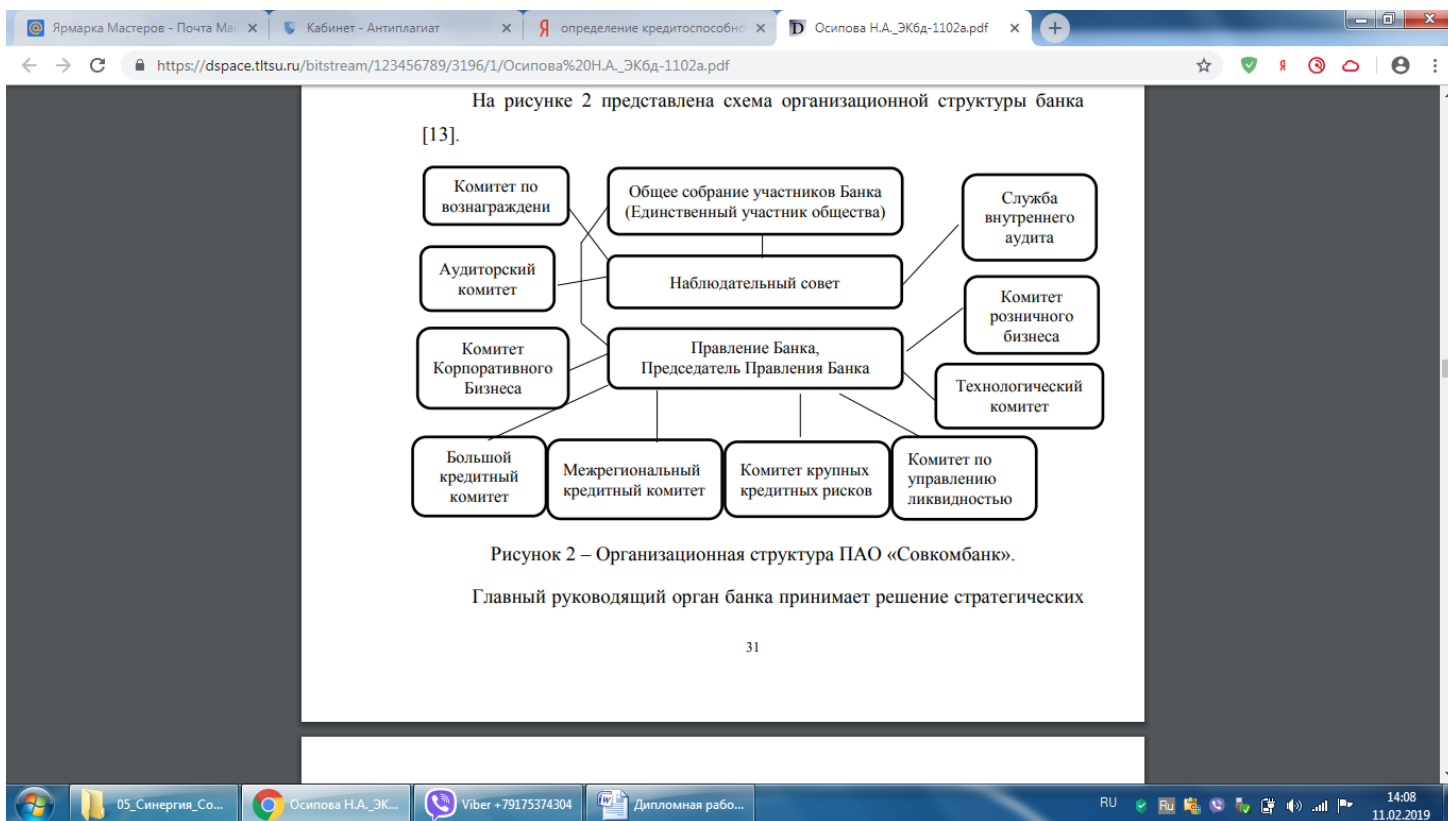 Ярмарка Мастеров - Почта Mai
Кабинет - Антиплагиат
определение кредитоспособно
Осипова Н.А._ЭКбд-1102а.pdf
https://dspace.tltsu.ru/bitstream/123456789/3196/1/Осипова%20Н.А._ЭКбд-1102а.pdf
На рисунке 2 представлена схема организационной структуры банка
[13].
Комитет по
вознаграждени
Общее собрание участников Банка
(Единственный участник общества)
Служба
внутреннего
аудита
Аудиторский
комитет
Наблюдательный совет
Комитет
розничного
бизнеса
Комитет
Корпоративного
Бизнеса
Правление Банка,
Председатель Правления Банка
Технологический
комитет
Большой
кредитный
комитет
Межрегиональный
кредитный комитет
Комитет крупных
кредитных рисков
Комитет по
управлению
ликвидностью
Рисунок 2 – Организационная структура ПАО «Совкомбанк».
Главный руководящий орган банка принимает решение стратегических
31
05_Синергия_Со...
Осипова Н.А._ЭК...
Viber +79175374304
Дипломная рабо...
RU
Ru
14:08
11.02.2019